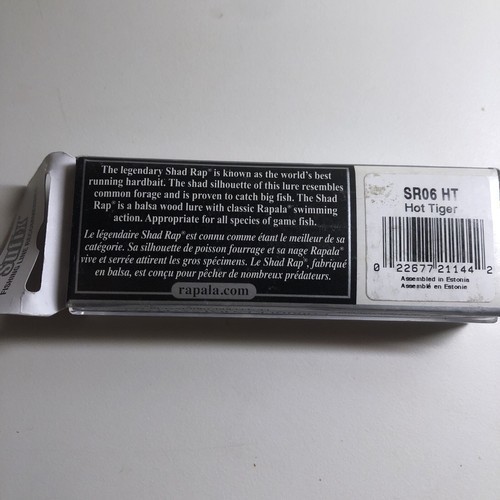 The legendary Shad Rap® is known as the world's best
running hardbait. The shad silhouette of this lure resembles
common forage and is proven to catch big fish. The Shad
Rap® is a balsa wood lure with classic Rapala® swimming
action. Appropriate for all species of game fish.
Le légendaire Shad Rap® est connu comme étant le meilleur de sa
catégorie. Sa silhouette de poisson fourrage et sa nage Rapala®
vive et serrée attirent les gros spécimens. Le Shad Rap®, fabriqué
en balsa, est conçu pour pêcher de nombreux prédateurs.
rapala.com
SR06 HT
Hot Tiger
0 22677 21144 2
Assembled in Estonia
Assemblé en Estonie